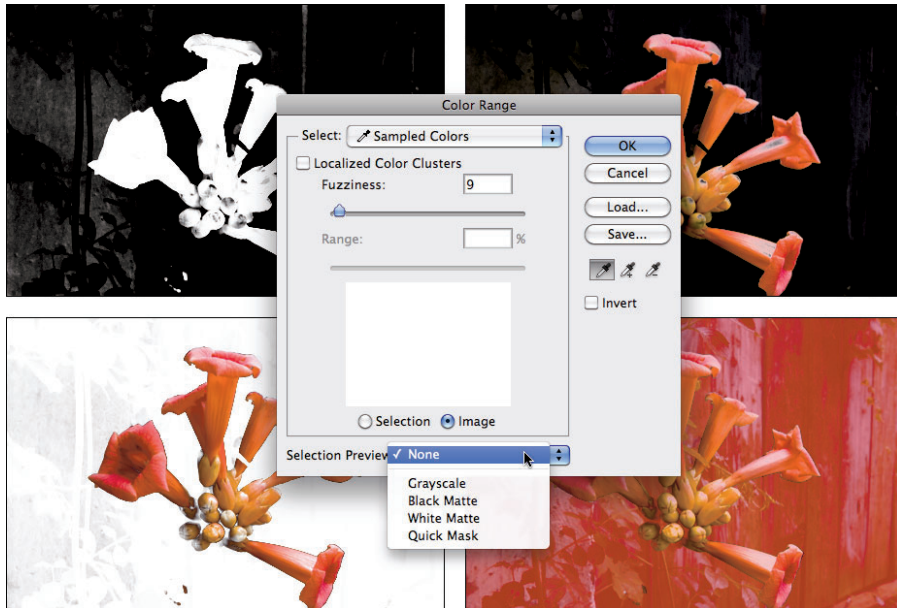 Color Range
Select: Sampled Colors
OK
Localized Color Clusters
Cancel
Fuzziness: 9
Load...
Range: %
Save...
Invert
Selection Image
Selection Preview ✓ None
Grayscale
Black Matte
White Matte
Quick Mask